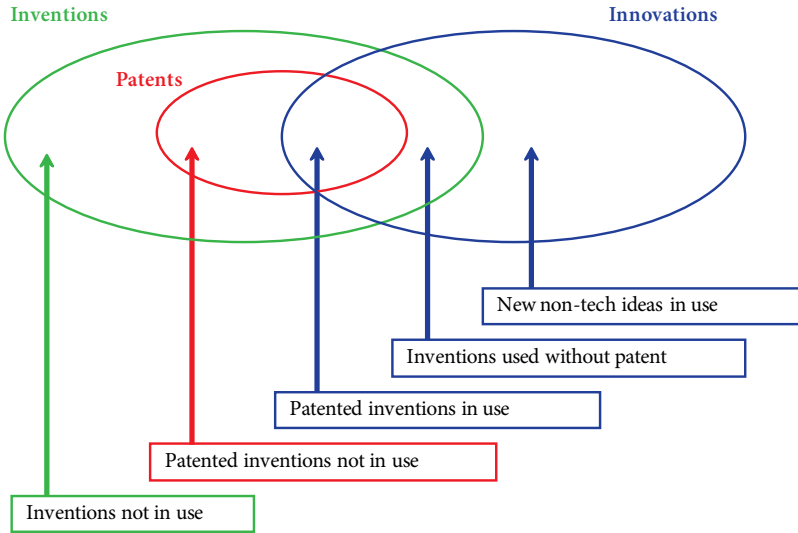 Inventions
Innovations
Patents
New non-tech ideas in use
Inventions used without patent
Patented inventions in use
Patented inventions not in use
Inventions not in use